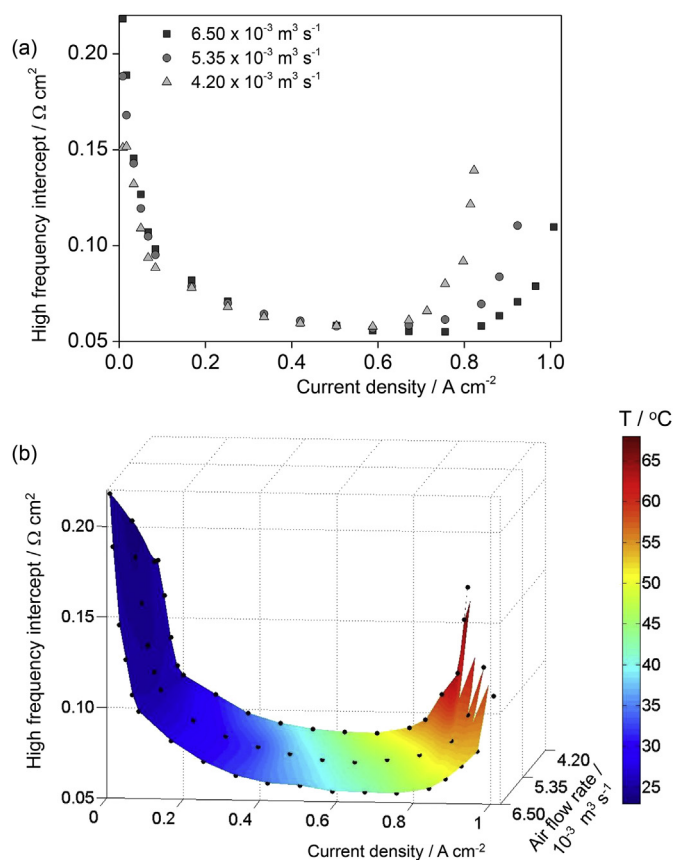 (a)
6.50 x 10⁻³ m³ s⁻¹
5.35 x 10⁻³ m³ s⁻¹
4.20 x 10⁻³ m³ s⁻¹
High frequency intercept / Ω cm²
0.20
0.15
0.10
0.05
0.0 0.2 0.4 0.6 0.8 1.0
Current density / A cm⁻²
(b)
T / °C
High frequency intercept / Ω cm²
0.20
0.15
0.10
0.05
0 0.2 0.4 0.6 0.8 1
Current density / A cm⁻²
4.20
5.35
6.50
Air flow rate /
10⁻³ m³ s⁻¹
65
60
55
50
45
40
35
30
25